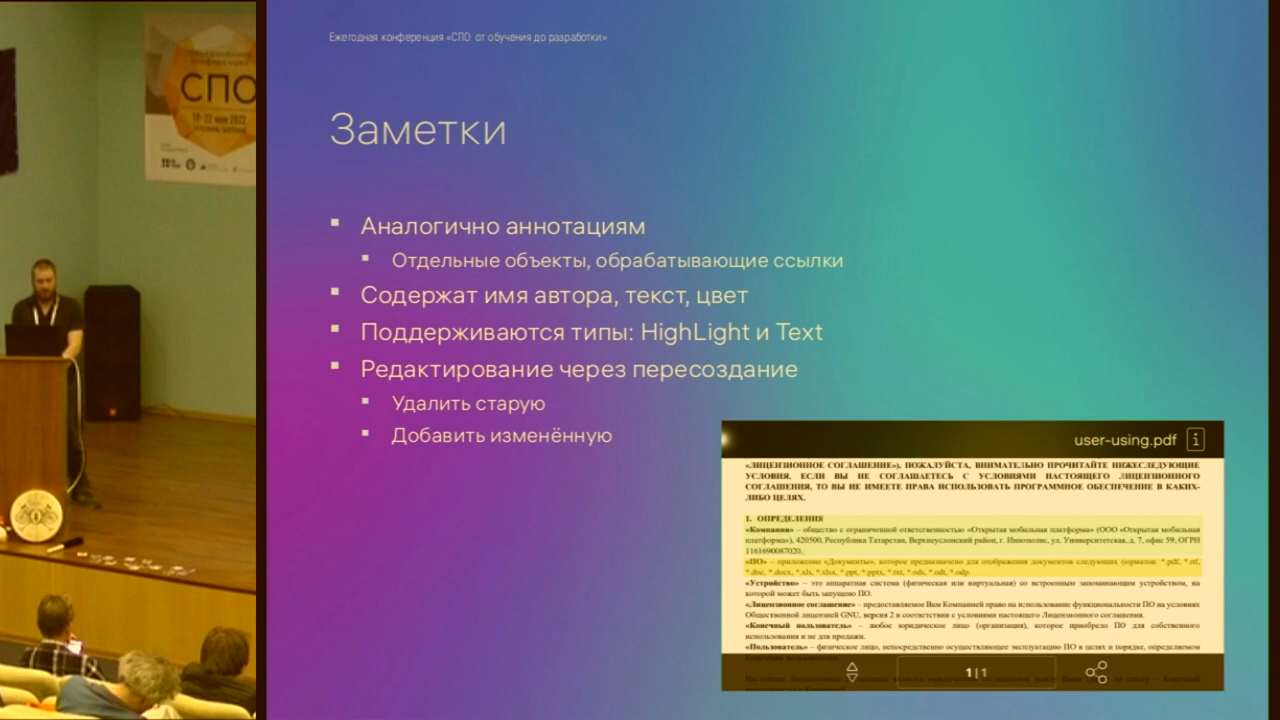 Ежегодная конференция «СПО: от обучения до разработки»
СПО
19-22 мая 2022
Заметки
Аналогично аннотациям
Отдельные объекты, обрабатывающие ссылки
Содержат имя автора, текст, цвет
Поддерживаются типы: HighLight и Text
Редактирование через пересоздание
Удалить старую
Добавить изменённую
user-using.pdf
«ЛИЦЕНЗИОННОЕ СОГЛАШЕНИЕ»), ПОЖАЛУЙСТА, ВНИМАТЕЛЬНО ПРОЧИТАЙТЕ НИЖЕСЛЕДУЮЩИЕ
УСЛОВИЯ. ЕСЛИ ВЫ НЕ СОГЛАШАЕТЕСЬ С УСЛОВИЯМИ НАСТОЯЩЕГО ЛИЦЕНЗИОННОГО
СОГЛАШЕНИЯ, ТО ВЫ НЕ ИМЕЕТЕ ПРАВА ИСПОЛЬЗОВАТЬ ПРОГРАММНОЕ ОБЕСПЕЧЕНИЕ В КАКИХ-
ЛИБО ЦЕЛЯХ.
1. ОПРЕДЕЛЕНИЯ
«Компания» – общество с ограниченной ответственностью «Открытая мобильная платформа» (ООО «Открытая мобильная
платформа»), 420500, Республика Татарстан, Верхнеуслонский район, г. Иннополис, ул. Университетская, д. 7, офис 59, ОГРН
1161690087020.
«ПО» – приложение «Документы», которое предназначено для отображения документов следующих форматов: *.pdf, *.rtf,
*.doc, *.docx, *.xls, *.xlsx, *.ppt, *.pptx, *.txt, *.ods, *.odt, *.odp.
«Устройство» – это аппаратная система (физическая или виртуальная) со встроенным запоминающим устройством, на
которой может быть запущено ПО.
«Лицензионное соглашение» – предоставляемое Вам Компанией право на использование функциональности ПО на условиях
Общественной лицензией GNU, версия 2 в соответствии с условиями настоящего Лицензионного соглашения.
«Конечный пользователь» – любое юридическое лицо (организация), которое приобрело ПО для собственного
использования и не для продажи.
«Пользователь» – физическое лицо, непосредственно осуществляющее эксплуатацию ПО в целях и порядке, определяемом
1|1